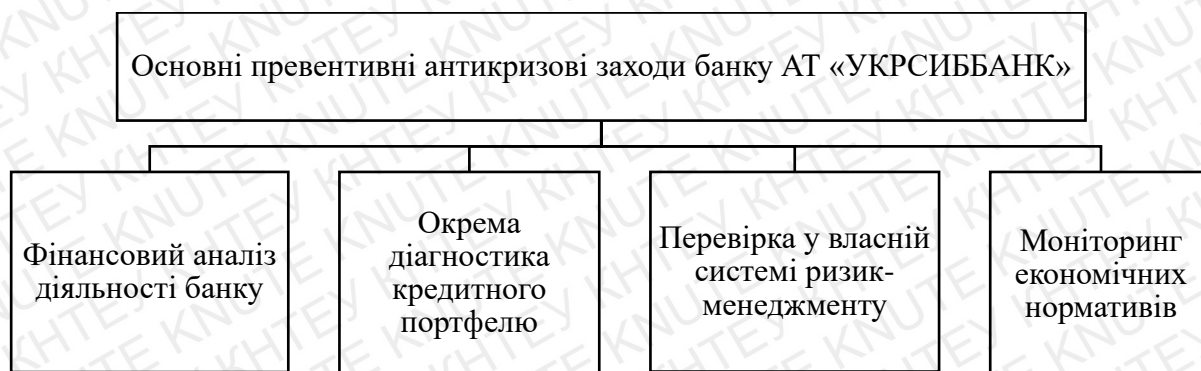 Основні превентивні антикризові заходи банку АТ «УКРСИББАНК»
Фінансовий аналіз
діяльності банку
Окрема
діагностика
кредитного
портфелю
Перевірка у власній
системі ризик-
менеджменту
Моніторинг
економічних
нормативів